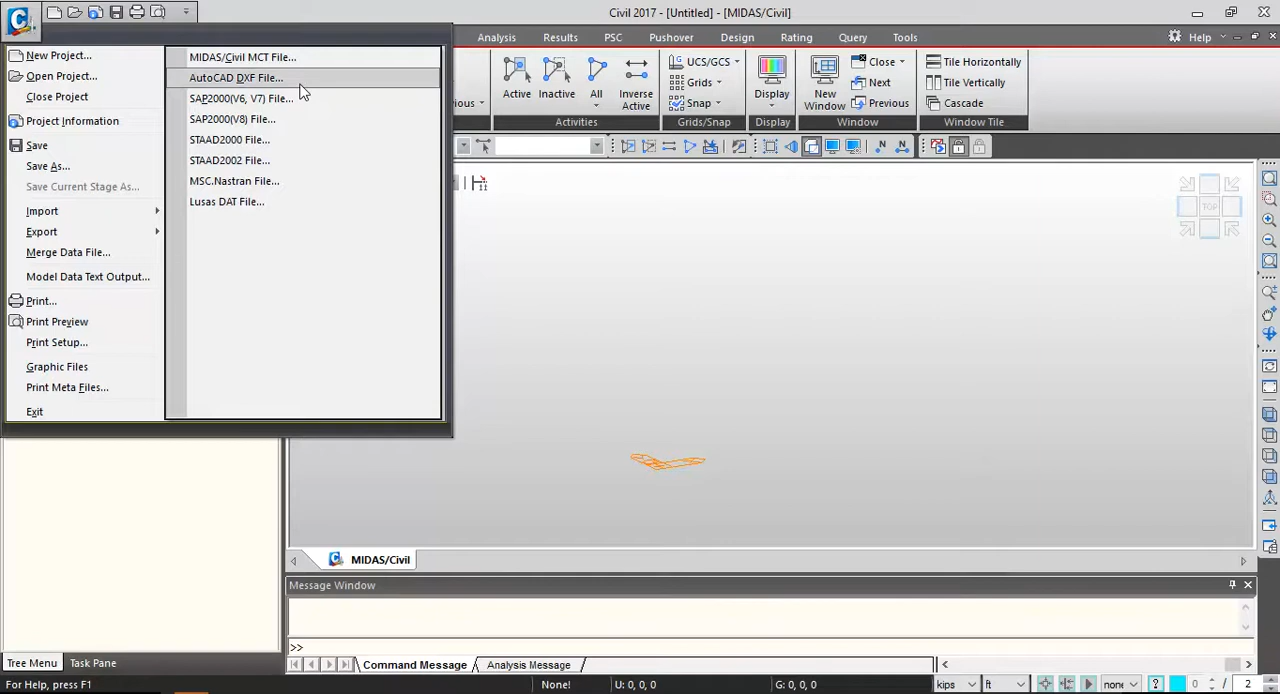 Civil 2017 - [Untitled] - [MIDAS/Civil]
Analysis Results PSC Pushover Design Rating Query Tools Help
New Project...
Open Project...
Close Project
Project Information
Save
Save As...
Save Current Stage As...
Import
Export
Merge Data File...
Model Data Text Output...
Print...
Print Preview
Print Setup...
Graphic Files
Print Meta Files...
Exit
MIDAS/Civil MCT File...
AutoCAD DXF File...
SAP2000(V6, V7) File...
SAP2000(V8) File...
STAAD2000 File...
STAAD2002 File...
MSC.Nastran File...
Lusas DAT File...
ious
Active Inactive All Inverse Active
Activities
UCS/GCS
Grids
Snap
Grids/Snap
Display
Display
New Window
Close
Next
Previous
Window
Tile Horizontally
Tile Vertically
Cascade
Window Tile
TOP
MIDAS/Civil
Message Window
>>
Command Message Analysis Message
Tree Menu Task Pane
For Help, press F1
None! U: 0, 0, 0 G: 0, 0, 0 kips ft none ? 0 / 2